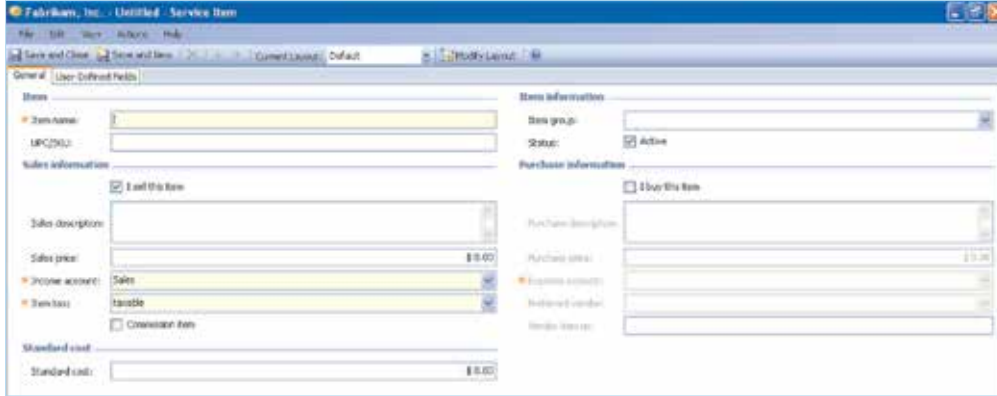 Fabrikam, Inc. - Untitled - Service Item
File Edit View Actions Help
Save and Close Save and New Current Layout: Default Modify Layout
General User Defined Fields
Item
Item name:
UPC/SKU:
Sales information
I sell this item
Sales description:
Sales price: $ 0.00
Income account: Sales
Item tax: taxable
Commission item
Standard cost
Standard cost: $ 0.00
Item information
Item group:
Status: Active
Purchase information
I buy this item
Purchase description:
Purchase price: $ 0.00
Expense account:
Preferred vendor:
Vendor item no: